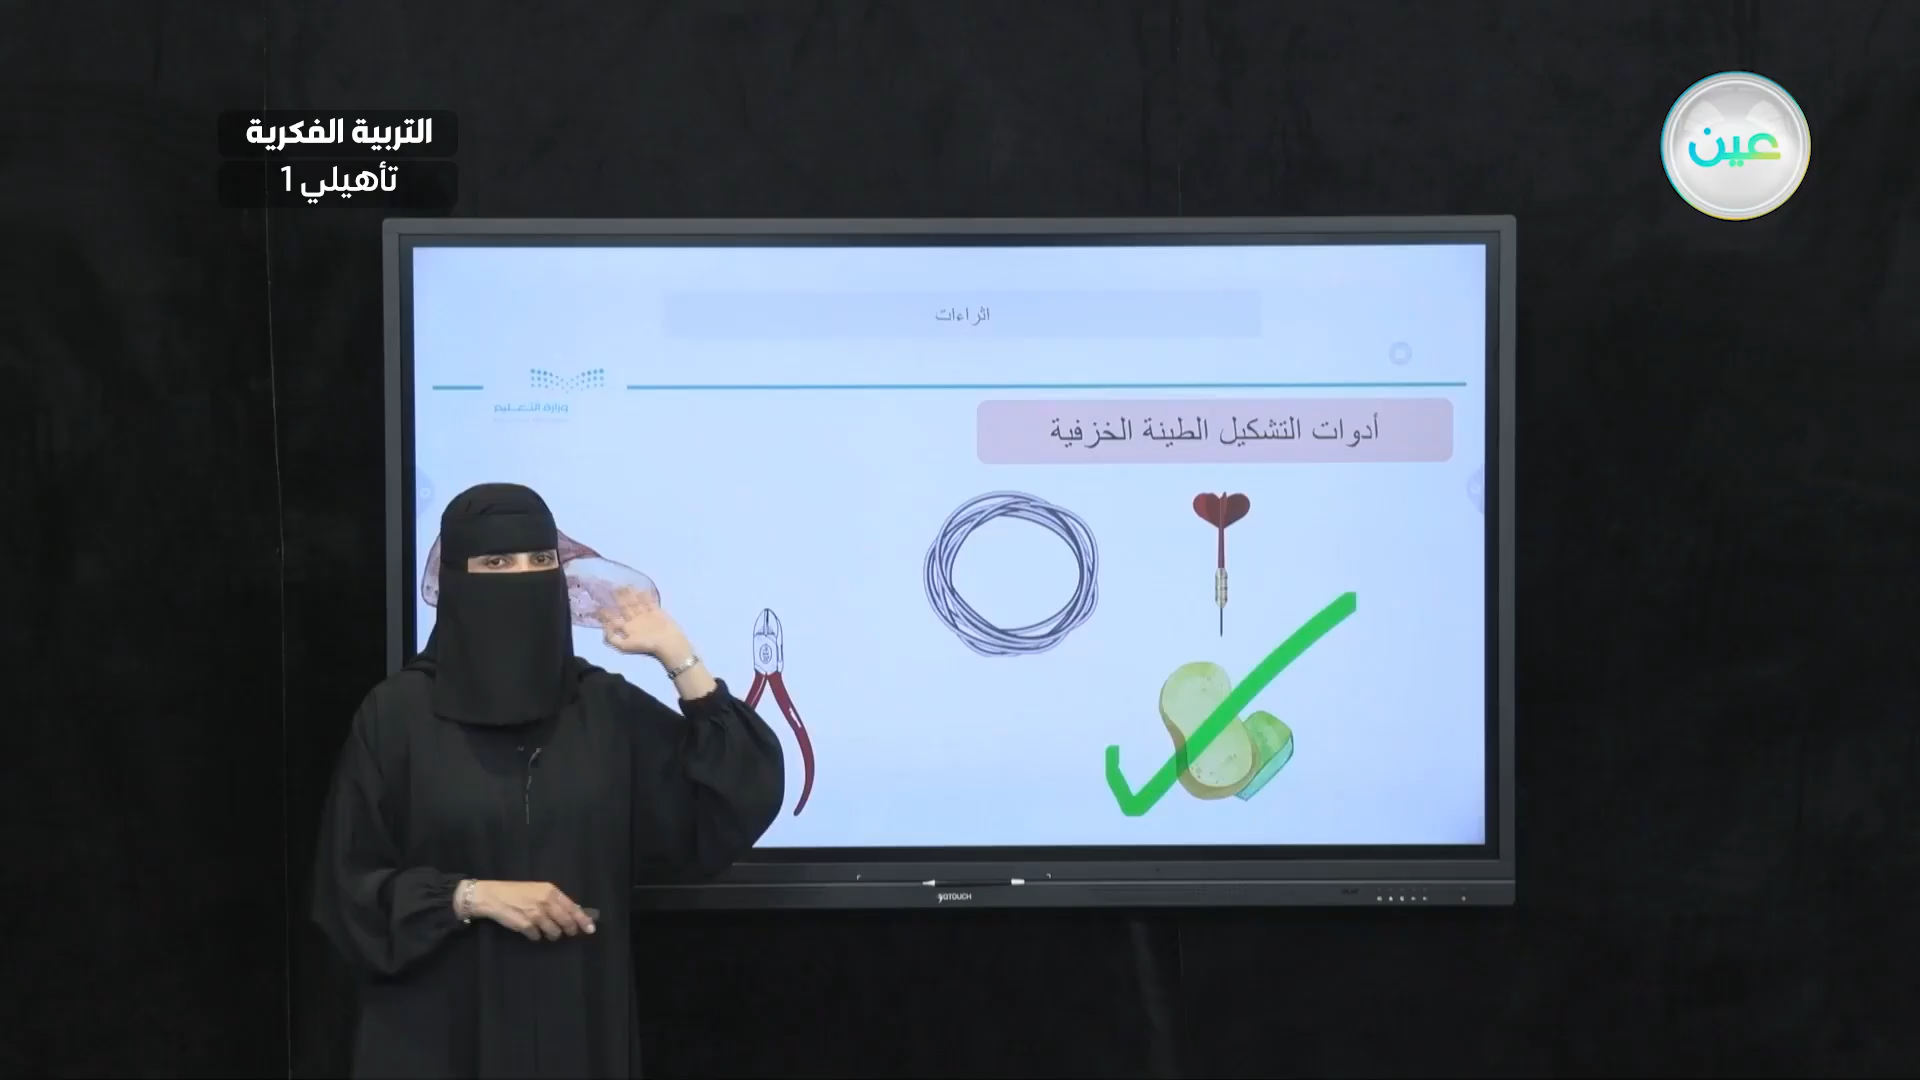 التربية الفكرية
تأهيلي 1
عين
اثراءات
وزارة التعليم
أدوات التشكيل الطينة الخزفية